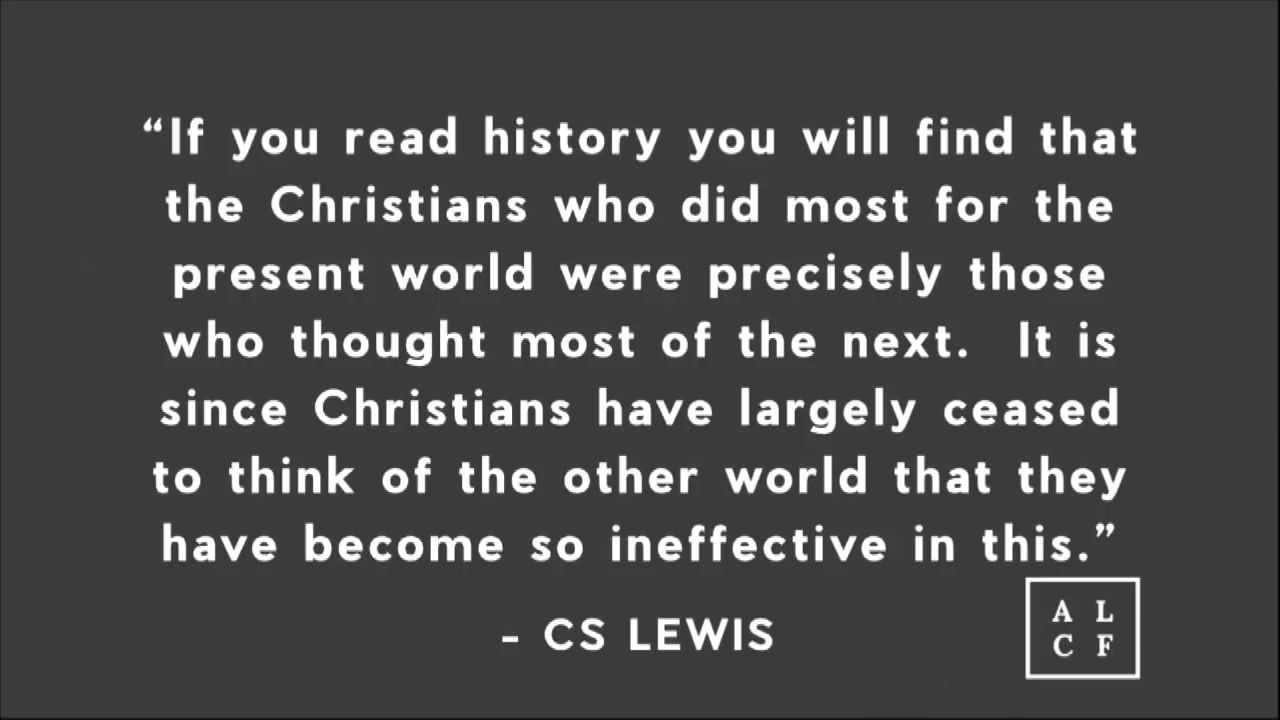 “If you read history you will find that
the Christians who did most for the
present world were precisely those
who thought most of the next.  It is
since Christians have largely ceased
to think of the other world that they
have become so ineffective in this.”
- CS LEWIS
A L
C F